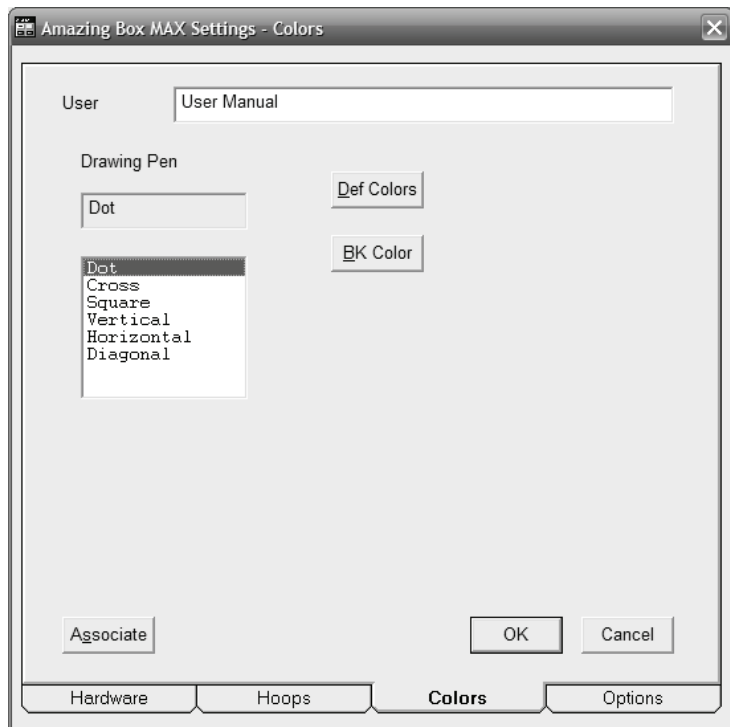 Amazing Box MAX Settings - Colors
User User Manual
Drawing Pen
Dot
Def Colors
BK Color
Dot
Cross
Square
Vertical
Horizontal
Diagonal
Associate OK Cancel
Hardware Hoops Colors Options